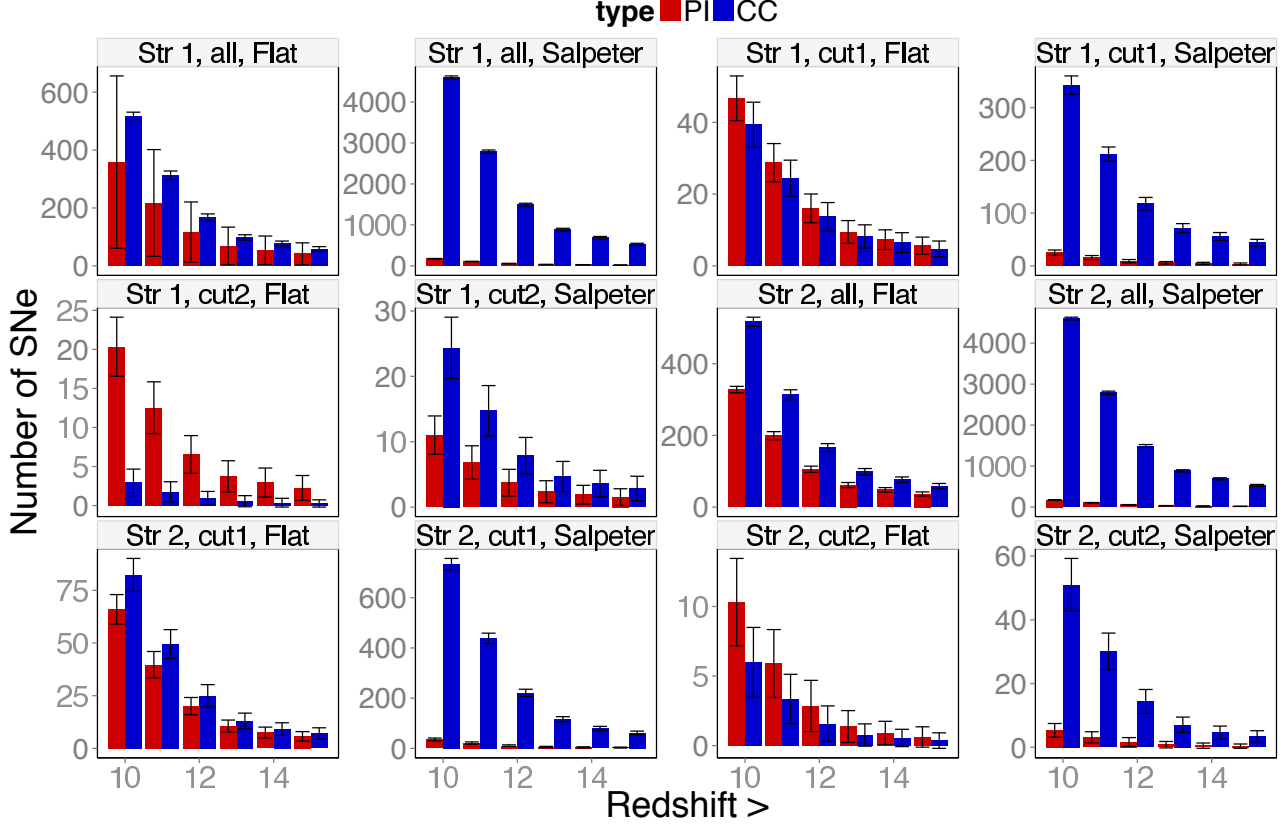 type PI CC
Str 1, all, Flat
Str 1, all, Salpeter
Str 1, cut1, Flat
Str 1, cut1, Salpeter
600
400
200
0
4000
3000
2000
1000
0
40
20
0
300
200
100
0
Str 1, cut2, Flat
Str 1, cut2, Salpeter
Str 2, all, Flat
Str 2, all, Salpeter
25
20
15
10
5
0
30
20
10
0
400
200
0
4000
3000
2000
1000
0
Str 2, cut1, Flat
Str 2, cut1, Salpeter
Str 2, cut2, Flat
Str 2, cut2, Salpeter
75
50
25
0
600
400
200
0
10
5
0
60
40
20
0
10 12 14
10 12 14
10 12 14
10 12 14
Number of SNe
Redshift >